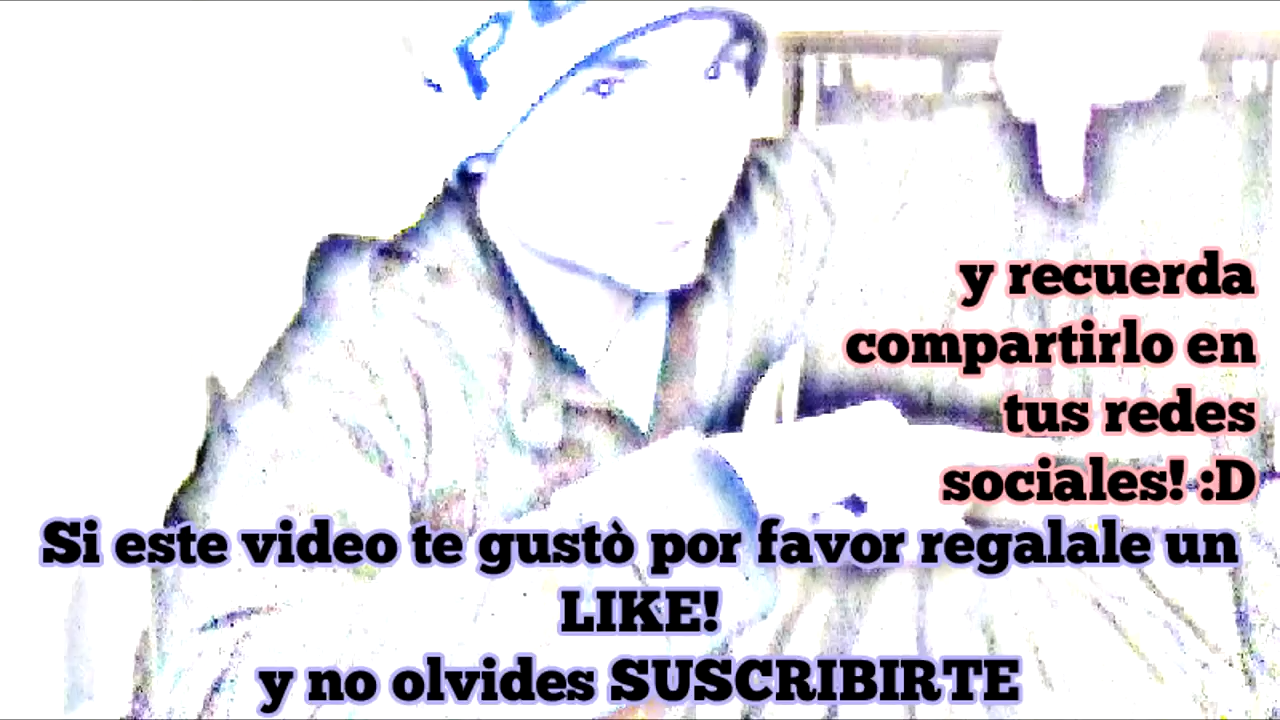 y recuerda
compartirlo en
tus redes
sociales! :D
Si este video te gustò por favor regalale un
LIKE!
y no olvides SUSCRIBIRTE